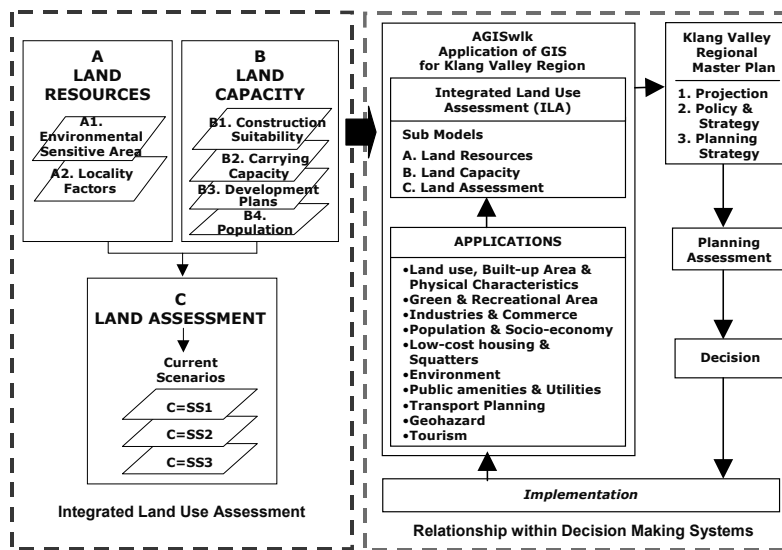 A
LAND
RESOURCES
A1.
Environmental
Sensitive Area
A2. Locality
Factors
B
LAND
CAPACITY
B1. Construction
Suitability
B2. Carrying
Capacity
B3. Development
Plans
B4.
Population
C
LAND ASSESSMENT
Current
Scenarios
C=SS1
C=SS2
C=SS3
Integrated Land Use Assessment
AGISwlk
Application of GIS
for Klang Valley Region
Integrated Land Use
Assessment (ILA)
Sub Models
A. Land Resources
B. Land Capacity
C. Land Assessment
APPLICATIONS
•Land use, Built-up Area &
Physical Characteristics
•Green & Recreational Area
•Industries & Commerce
•Population & Socio-economy
•Low-cost housing &
Squatters
•Environment
•Public amenities & Utilities
•Transport Planning
•Geohazard
•Tourism
Klang Valley
Regional
Master Plan
1. Projection
2. Policy &
Strategy
3. Planning
Strategy
Planning
Assessment
Decision
Implementation
Relationship within Decision Making Systems